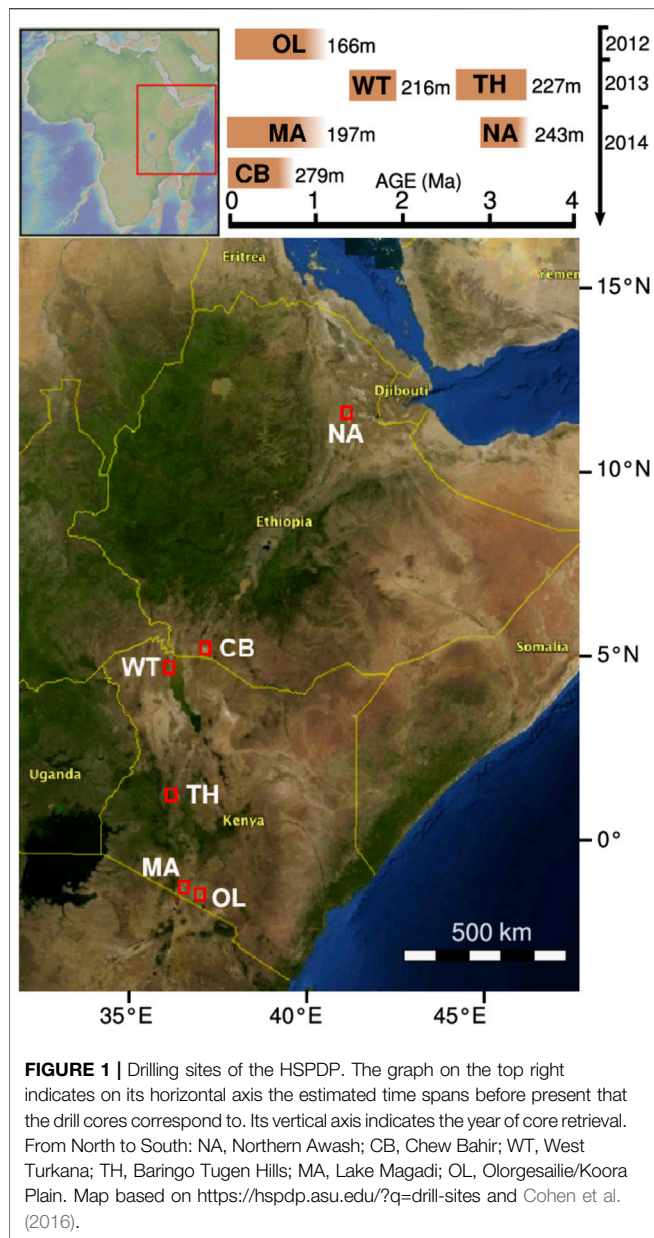 OL 166m 2012
WT 216m TH 227m 2013
MA 197m NA 243m 2014
CB 279m AGE (Ma)
0 1 2 3 4
Eritrea Yemen
15°N
Djibouti
NA
10°N
Ethiopia
CB
WT 5°N
Somalia
Uganda
TH
Kenya
0°
MA
OL
500 km
35°E 40°E 45°E
FIGURE 1 | Drilling sites of the HSPDP. The graph on the top right
indicates on its horizontal axis the estimated time spans before present that
the drill cores correspond to. Its vertical axis indicates the year of core retrieval.
From North to South: NA, Northern Awash; CB, Chew Bahir; WT, West
Turkana; TH, Baringo Tugen Hills; MA, Lake Magadi; OL, Olorgesailie/Koora
Plain. Map based on https://hspdp.asu.edu/?q=drill-sites and Cohen et al.
(2016).